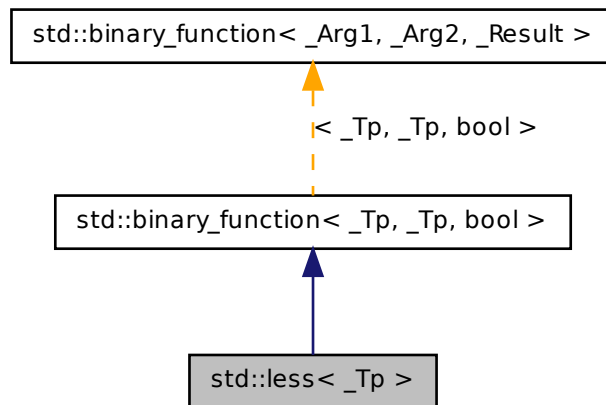 std::binary_function< _Arg1, _Arg2, _Result >
< _Tp, _Tp, bool >
std::binary_function< _Tp, _Tp, bool >
std::less< _Tp >